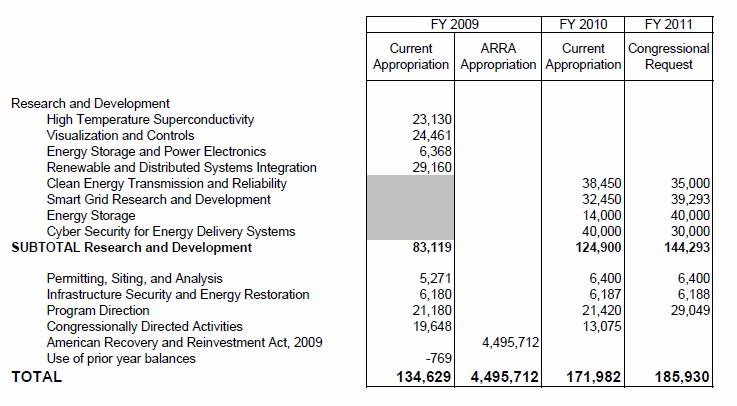 FY 2009 FY 2010 FY 2011
Current ARRA Current Congressional
Appropriation Appropriation Appropriation Request
Research and Development
High Temperature Superconductivity 23,130
Visualization and Controls 24,461
Energy Storage and Power Electronics 6,368
Renewable and Distributed Systems Integration 29,160
Clean Energy Transmission and Reliability 38,450 35,000
Smart Grid Research and Development 32,450 39,293
Energy Storage 14,000 40,000
Cyber Security for Energy Delivery Systems 40,000 30,000
SUBTOTAL Research and Development 83,119 124,900 144,293
Permitting, Siting, and Analysis 5,271 6,400 6,400
Infrastructure Security and Energy Restoration 6,180 6,187 6,188
Program Direction 21,180 21,420 29,049
Congressionally Directed Activities 19,648 13,075
American Recovery and Reinvestment Act, 2009 4,495,712
Use of prior year balances -769
TOTAL 134,629 4,495,712 171,982 185,930